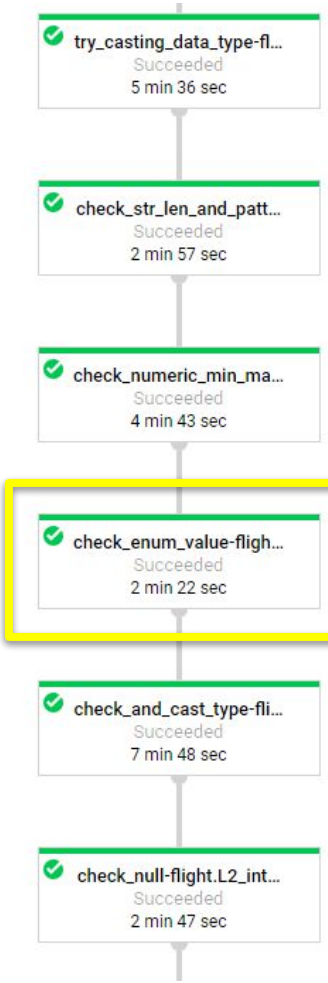 try_casting_data_type-fl...
Succeeded
5 min 36 sec
check_str_len_and_patt...
Succeeded
2 min 57 sec
check_numeric_min_ma...
Succeeded
4 min 43 sec
check_enum_value-fligh...
Succeeded
2 min 22 sec
check_and_cast_type-fli...
Succeeded
7 min 48 sec
check_null-flight.L2_int...
Succeeded
2 min 47 sec